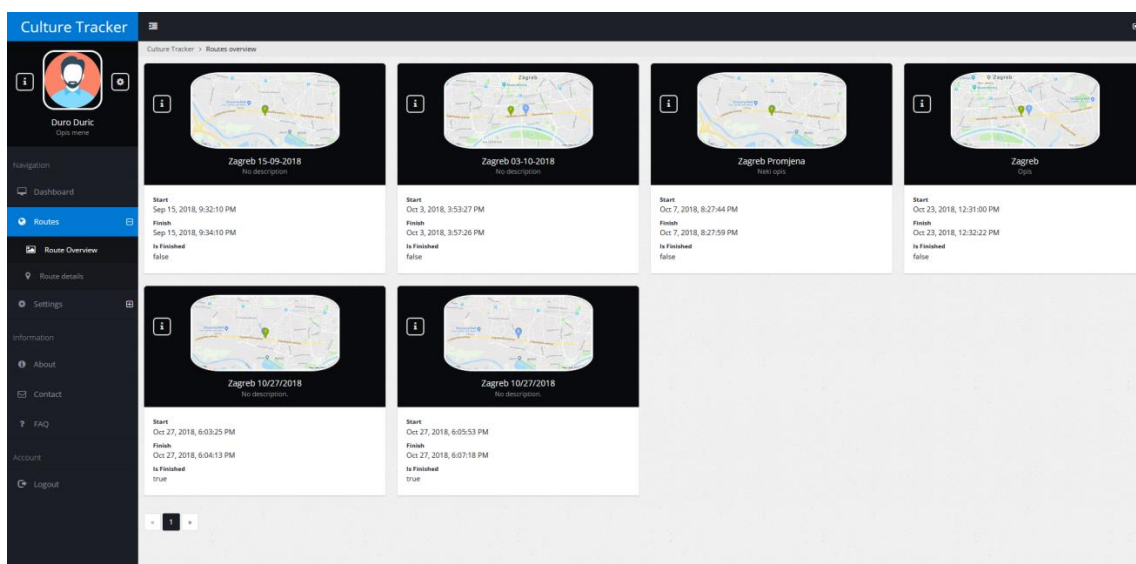 Culture Tracker
Culture Tracker > Routes overview
i
Duro Duric
Opis mene
Navigation
Dashboard
Routes
Route Overview
Route details
Settings
Information
About
Contact
? FAQ
Account
Logout
i
Zagreb 15-09-2018
No description
Start
Sep 15, 2018, 9:32:10 PM
Finish
Sep 15, 2018, 9:34:10 PM
Is Finished
false
i
Zagreb
Zagreb 03-10-2018
No description
Start
Oct 3, 2018, 3:53:27 PM
Finish
Oct 3, 2018, 3:57:26 PM
Is Finished
false
i
Zagreb Promjena
Neki opis
Start
Oct 7, 2018, 8:27:44 PM
Finish
Oct 7, 2018, 8:27:59 PM
Is Finished
false
i
Zagreb
Zagreb
Opis
Start
Oct 23, 2018, 12:31:00 PM
Finish
Oct 23, 2018, 12:32:22 PM
Is Finished
false
i
Zagreb 10/27/2018
No description.
Start
Oct 27, 2018, 6:03:25 PM
Finish
Oct 27, 2018, 6:04:13 PM
Is Finished
true
i
Zagreb 10/27/2018
No description.
Start
Oct 27, 2018, 6:05:53 PM
Finish
Oct 27, 2018, 6:07:18 PM
Is Finished
true
« 1 »